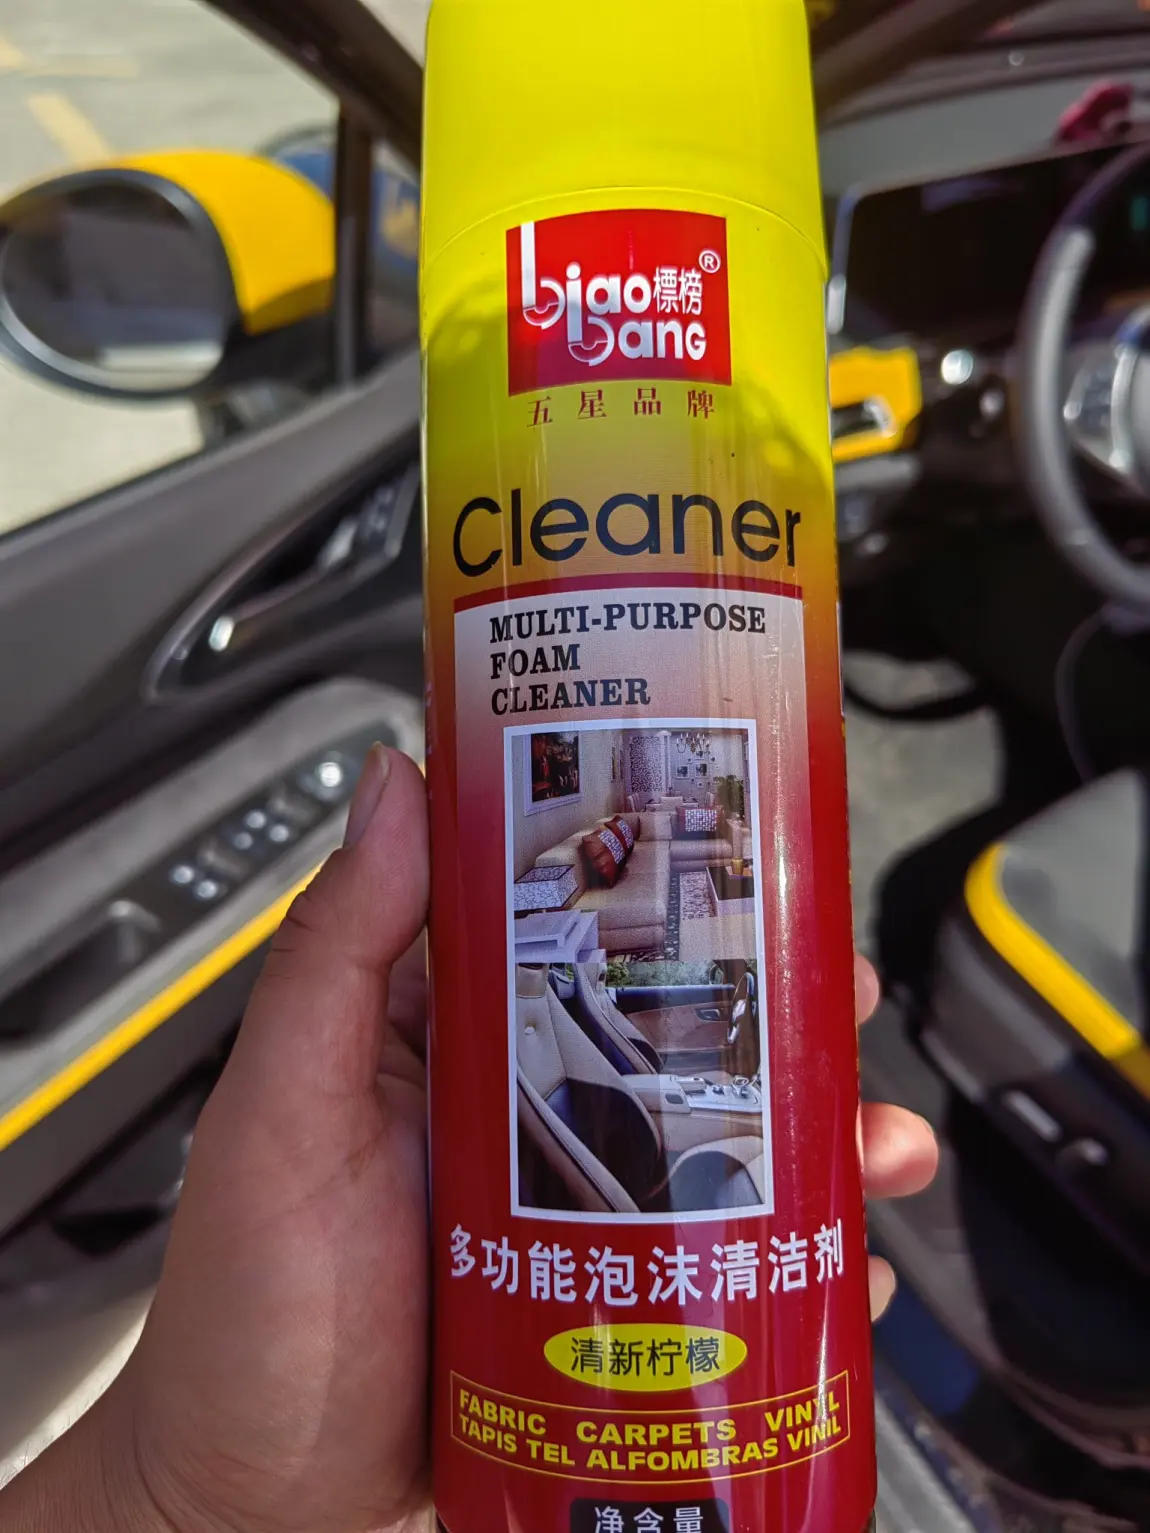 biao標榜®
bang
五星品牌
Cleaner
MULTI-PURPOSE
FOAM
CLEANER
多功能泡沫清洁剂
清新柠檬
FABRIC CARPETS VINYL
TAPIS TEL ALFOMBRAS VINIL
净含量